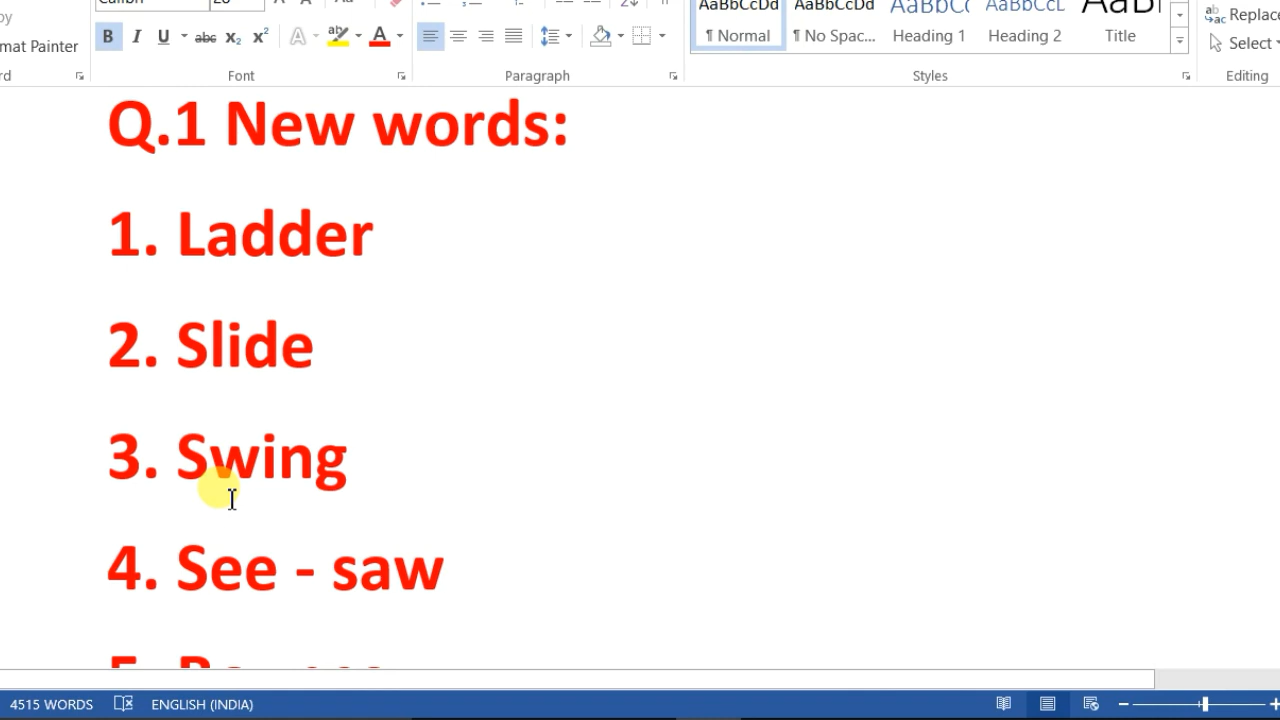 mat Painter
Font
Paragraph
AaBbCcDd AaBbCcDd
¶ Normal ¶ No Spac... Heading 1 Heading 2 Title
Styles
Replace
Select
Editing
Q.1 New words:
1. Ladder
2. Slide
3. Swing
4. See - saw
4515 WORDS ENGLISH (INDIA)